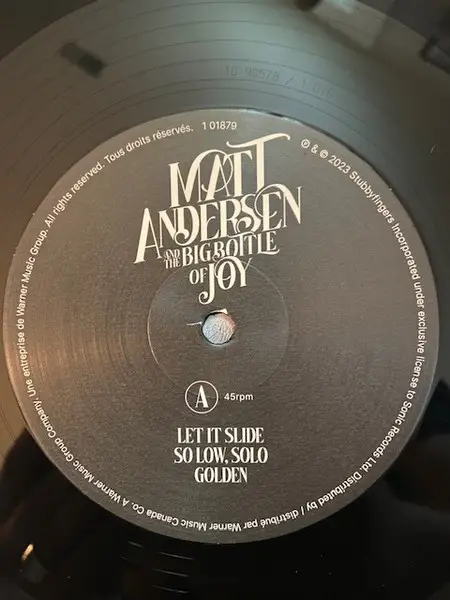 MATT
ANDERSEN
AND THE BIG BOTTLE
OF JOY
A 45rpm
LET IT SLIDE
SO LOW, SOLO
GOLDEN
℗ & © 2023 Stubbyfingers Incorporated under exclusive license to Sonic Records Ltd. Distributed by / distribué par Warner Music Canada Co. A Warner Music Group Company. Une entreprise de Warner Music Group. All rights reserved. Tous droits réservés. 1 01879